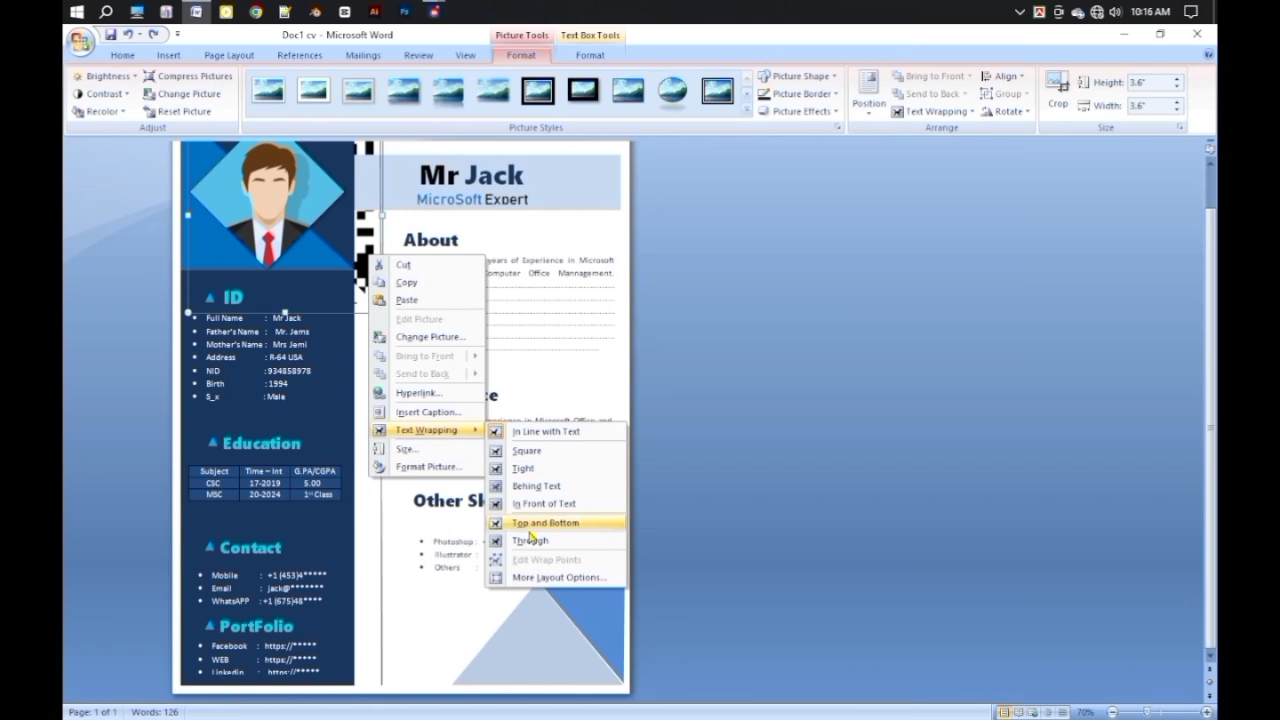 10:16 AM
Doc1 cv - Microsoft Word
Picture Tools
Text Box Tools
Home Insert Page Layout References Mailings Review View Format Format
Brightness Compress Pictures
Contrast Change Picture
Recolor Reset Picture
Adjust
Picture Styles
Picture Shape
Picture Border
Picture Effects
Position
Bring to Front
Send to Back
Text Wrapping
Align
Group
Rotate
Arrange
Crop
Height: 3.6"
Width: 3.6"
Size
Mr Jack
MicroSoft Expert
About
years of Experience in Microsoft
Computer Office Mannagement.
ID
Full Name : Mr Jack
Father's Name : Mr. Jems
Mother's Name : Mrs Jemi
Address : R-64 USA
NID : 934858978
Birth : 1994
S_x : Male
Education
Subject Time – Int G.PA/CGPA
CSC 17-2019 5.00
MSC 20-2024 1st Class
Contact
Mobile : +1 (453)4*****
Email : jack@*******
WhatsAPP : +1 (675)48****
PortFolio
Facebook : https://*****
WEB : https://*****
Linkedin : https://*****
Other Sk
Photoshop :
Illustrator :
Others :
Cut
Copy
Paste
Edit Picture
Change Picture...
Bring to Front
Send to Back
Hyperlink...
Insert Caption...
Text Wrapping
Size...
Format Picture...
In Line with Text
Square
Tight
Behind Text
In Front of Text
Top and Bottom
Through
Edit Wrap Points
More Layout Options...
Page: 1 of 1 Words: 126
70%